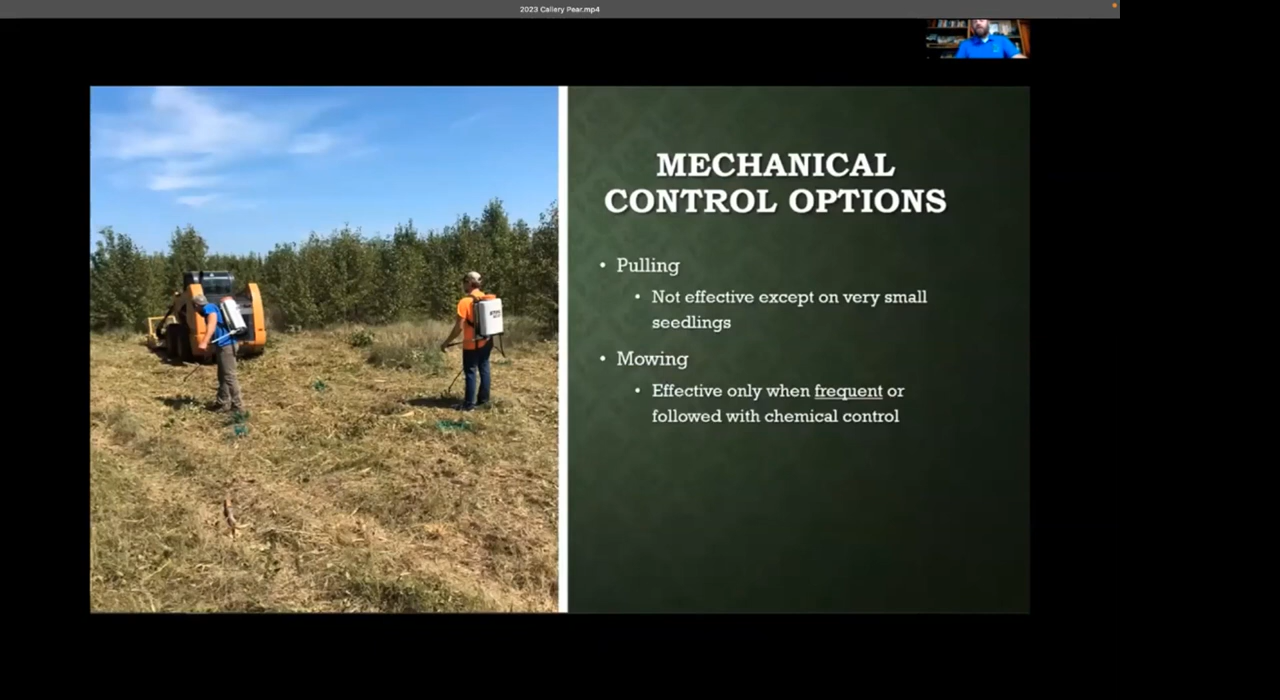 2023 Callery Pear.mp4
MECHANICAL
CONTROL OPTIONS
• Pulling
• Not effective except on very small
seedlings
• Mowing
• Effective only when frequent or
followed with chemical control